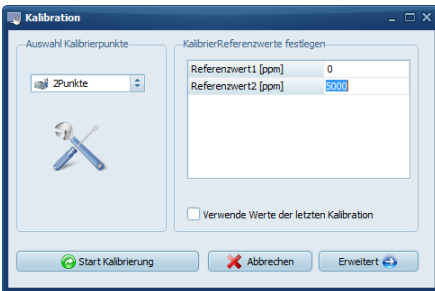 Kalibration
Auswahl Kalibrierpunkte
2Punkte
KalibrierReferenzwerte festlegen
Referenzwert1 [ppm] 0
Referenzwert2 [ppm] 5000
Verwende Werte der letzten Kalibration
Start Kalibrierung
Abbrechen
Erweitert